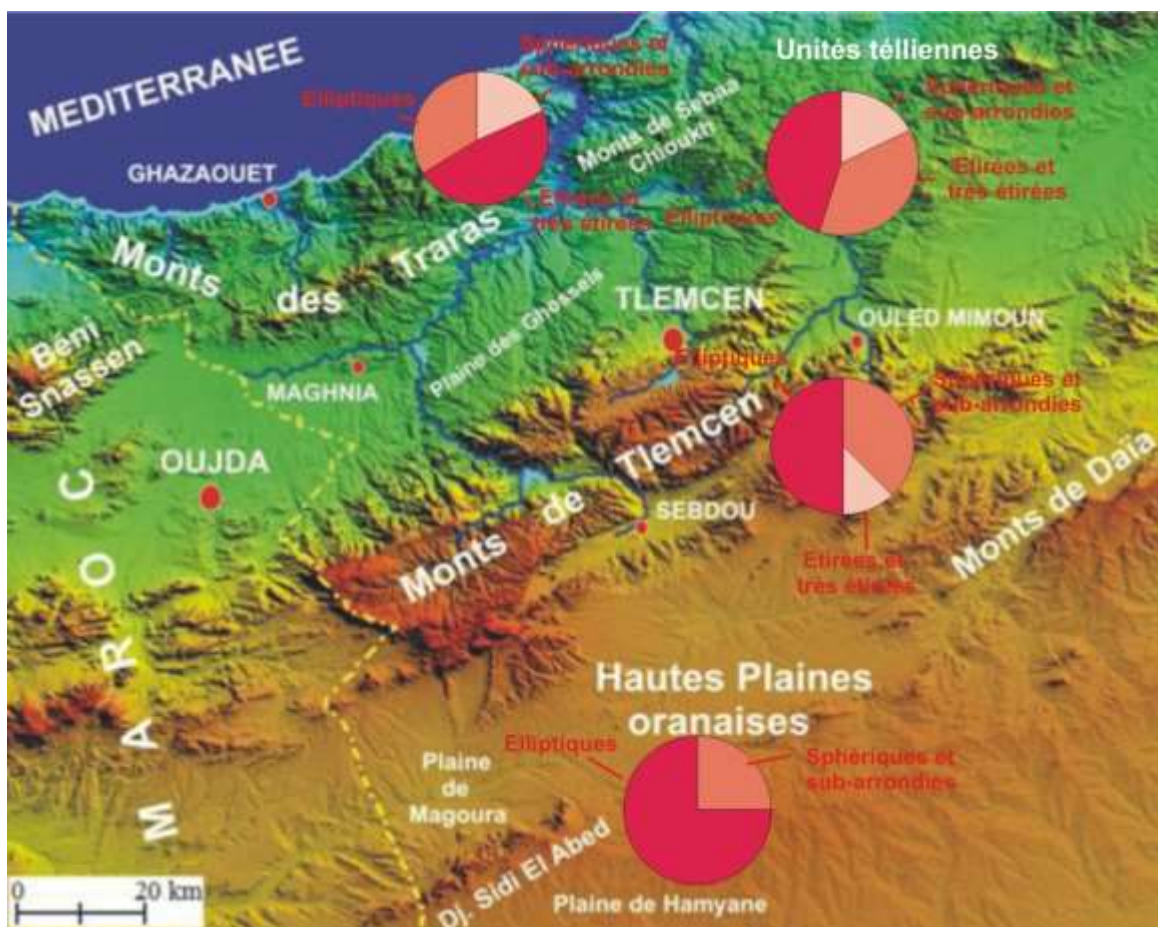 MEDITERRANEE
Sphériques et
sub-arrondies
Elliptiques
Etirées et
très étirées
Unités télliennes
Sphériques et
sub-arrondies
Etirées et
très étirées
Elliptiques
Monts de Sebaa
Chioukh
GHAZAOUET
Monts des Traras
Plaine des Ghossels
TLEMCEN
OULED MIMOUN
Béni
Snassen
MAGHNIA
OUJDA
MAROC
Elliptiques
Sphériques et
sub-arrondies
Etirées et
très étirées
Monts de Tlemcen
SEBDOU
Monts de Daïa
Hautes Plaines
oranaises
Elliptiques
Sphériques et
sub-arrondies
Plaine
de
Magoura
Dj. Sidi El Abed
Plaine de Hamyane
0 20 km